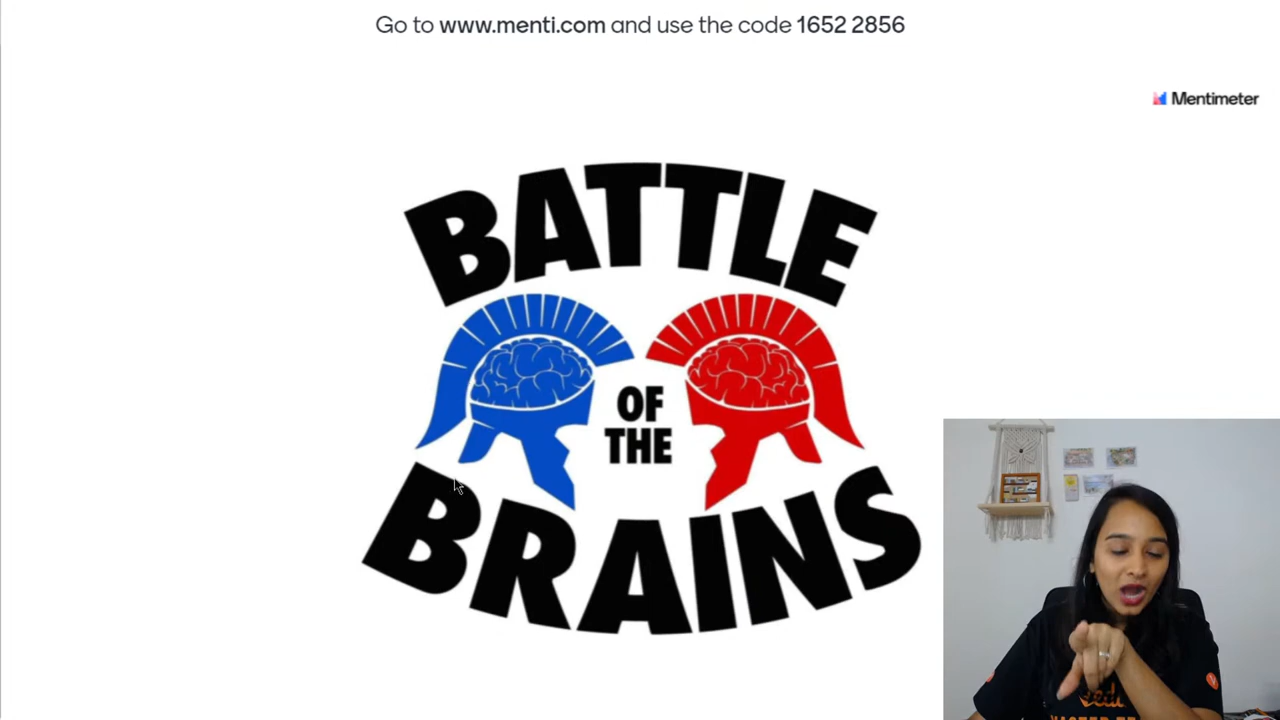 Go to www.menti.com and use the code 1652 2856
Mentimeter
BATTLE
OF
THE
BRAINS